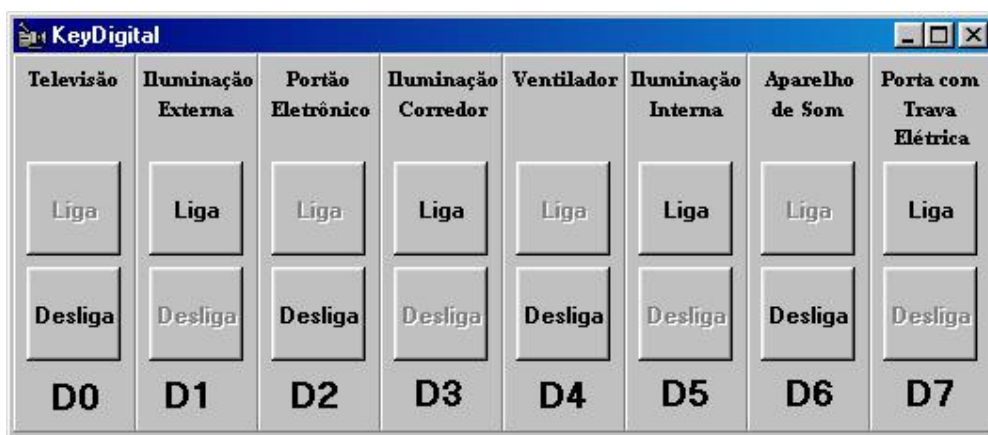 KeyDigital
Televisão
Iluminação
Externa
Portão
Eletrônico
Iluminação
Corredor
Ventilador
Iluminação
Interna
Aparelho
de Som
Porta com
Trava
Elétrica
Liga Liga Liga Liga Liga Liga Liga Liga
Desliga Desliga Desliga Desliga Desliga Desliga Desliga Desliga
D0 D1 D2 D3 D4 D5 D6 D7